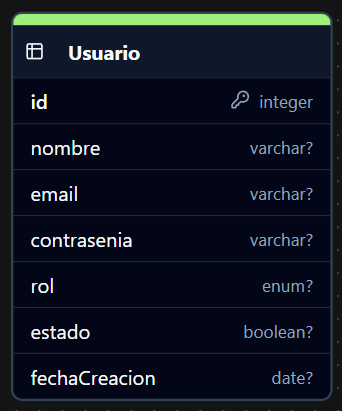 Usuario
id integer
nombre varchar?
email varchar?
contrasenia varchar?
rol enum?
estado boolean?
fechaCreacion date?